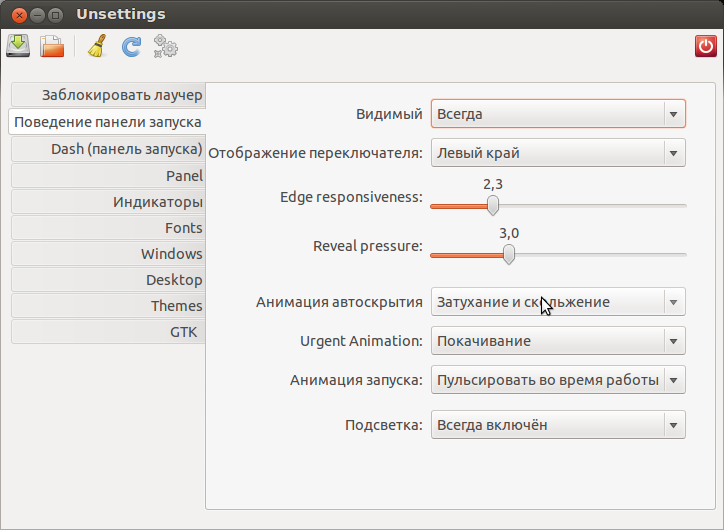 Unsettings
Заблокировать лаучер
Поведение панели запуска
Dash (панель запуска)
Panel
Индикаторы
Fonts
Windows
Desktop
Themes
GTK
Видимый
Всегда
Отображение переключателя:
Левый край
2,3
Edge responsiveness:
3,0
Reveal pressure:
Анимация автоскрытия
Затухание и скольжение
Urgent Animation:
Покачивание
Анимация запуска:
Пульсировать во время работы
Подсветка:
Всегда включён